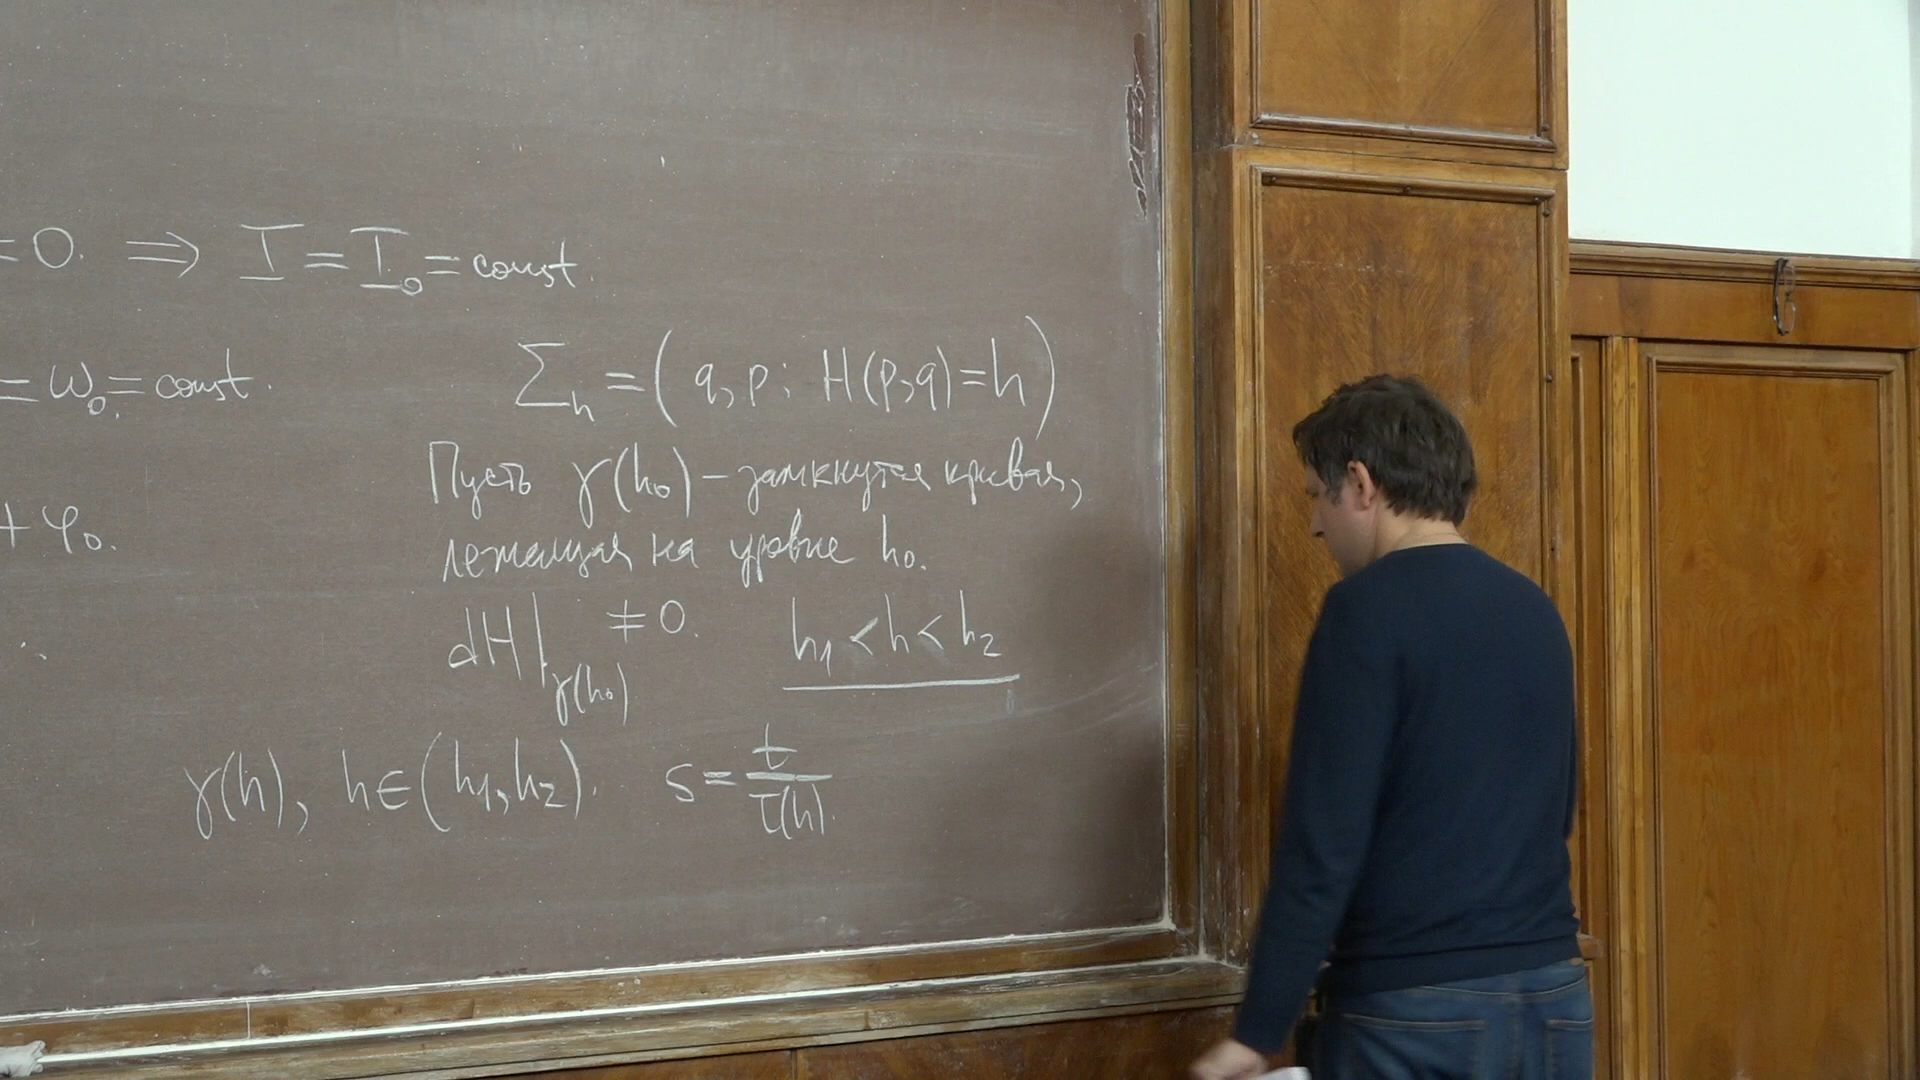 =0. ⇒ I = I₀ = const.
= ω₀ = const.
+ φ₀.
Σₕ = (q, p : H(p,q)=h)
Пусть γ(h₀) – замкнутая кривая,
лежащая на уровне h₀.
dH|γ(h₀) ≠ 0. h₁ < h < h₂
γ(h), h∈(h₁,h₂). s = t/τ(h).